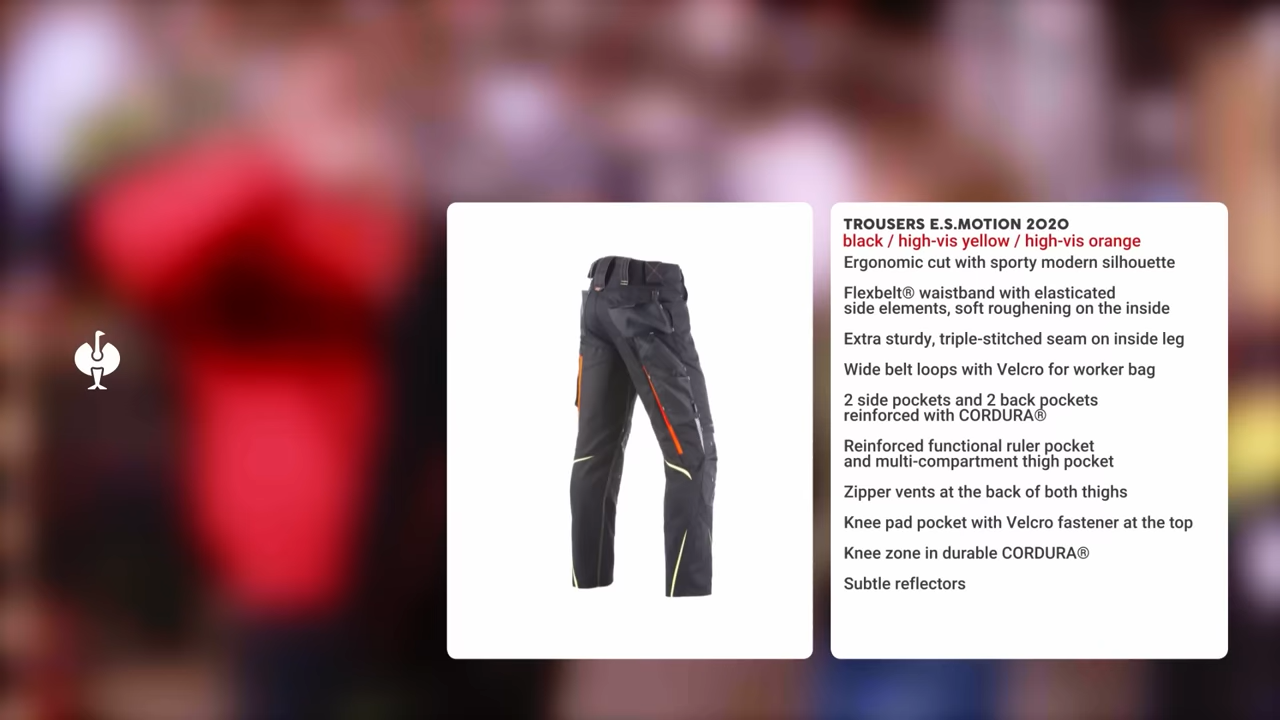 TROUSERS E.S.MOTION 2020
black / high-vis yellow / high-vis orange
Ergonomic cut with sporty modern silhouette
Flexbelt® waistband with elasticated
side elements, soft roughening on the inside
Extra sturdy, triple-stitched seam on inside leg
Wide belt loops with Velcro for worker bag
2 side pockets and 2 back pockets
reinforced with CORDURA®
Reinforced functional ruler pocket
and multi-compartment thigh pocket
Zipper vents at the back of both thighs
Knee pad pocket with Velcro fastener at the top
Knee zone in durable CORDURA®
Subtle reflectors